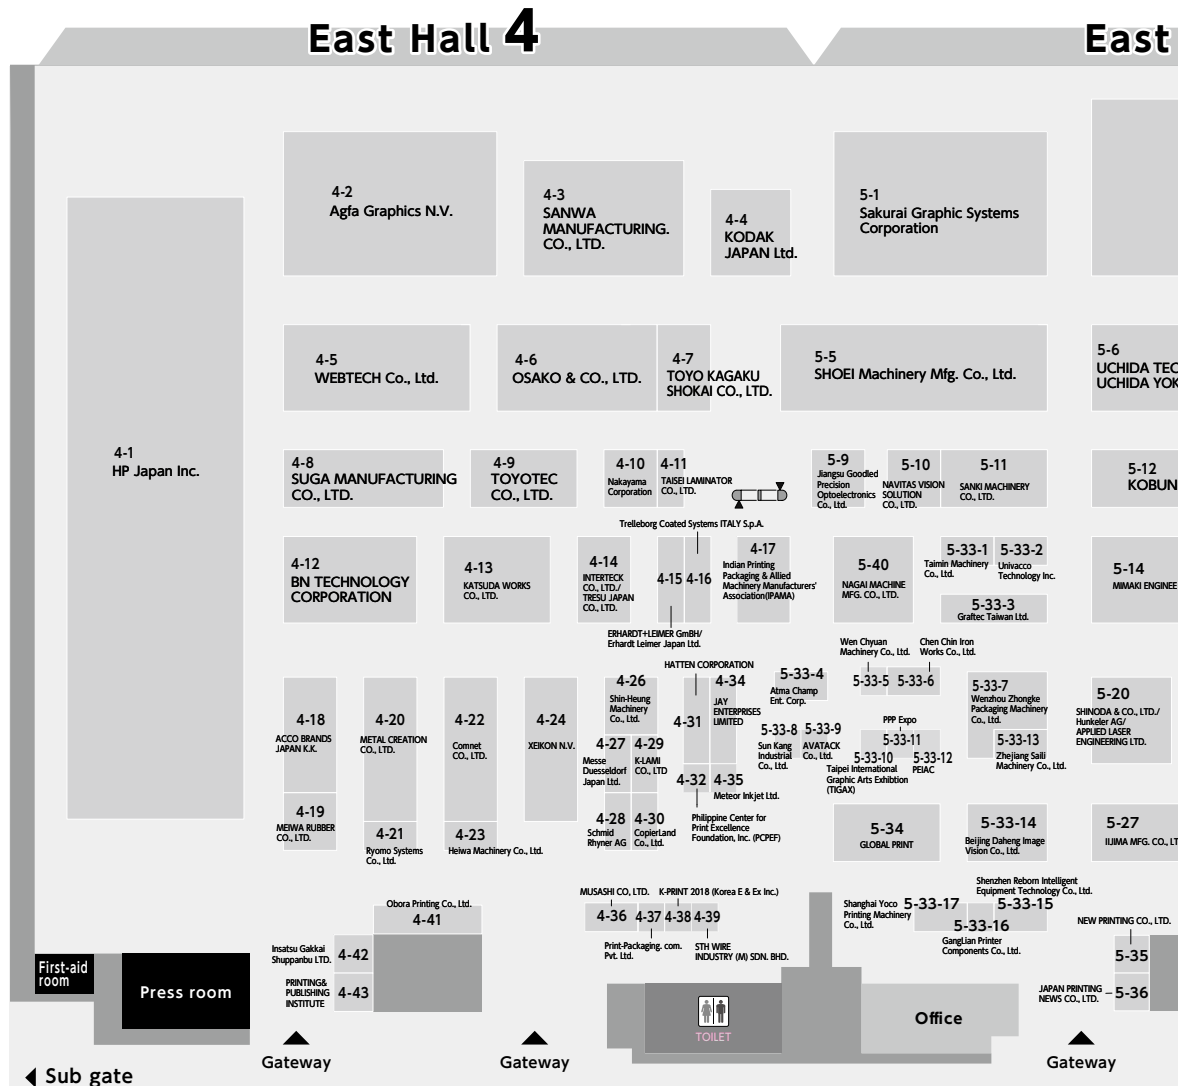 East Hall 4
East
4-2
Agfa Graphics N.V.
4-3
SANWA
MANUFACTURING.
CO., LTD.
4-4
KODAK
JAPAN Ltd.
5-1
Sakurai Graphic Systems
Corporation
4-1
HP Japan Inc.
4-5
WEBTECH Co., Ltd.
4-6
OSAKO & CO., LTD.
4-7
TOYO KAGAKU
SHOKAI CO., LTD.
5-5
SHOEI Machinery Mfg. Co., Ltd.
5-6
UCHIDA TEC
UCHIDA YOK
4-8
SUGA MANUFACTURING
CO., LTD.
4-9
TOYOTEC
CO., LTD.
4-10
Nakayama
Corporation
4-11
TAISEI LAMINATOR
CO., LTD.
5-9
Jiangsu Goodled
Precision
Optoelectronics
Co., Ltd.
5-10
NAVITAS VISION
SOLUTION
CO., LTD.
5-11
SANKI MACHINERY
CO., LTD.
5-12
KOBUN
4-12
BN TECHNOLOGY
CORPORATION
4-13
KATSUDA WORKS
CO., LTD.
4-14
INTERTECK
CO., LTD./
TRESU JAPAN
CO., LTD.
Trelleborg Coated Systems ITALY S.p.A.
4-15
4-16
ERHARDT+LEIMER GmBH/
Erhardt Leimer Japan Ltd.
4-17
Indian Printing
Packaging & Allied
Machinery Manufacturers'
Association(IPAMA)
5-40
NAGAI MACHINE
MFG. CO., LTD.
5-33-1
Taimin Machinery
Co., Ltd.
5-33-2
Univacco
Technology Inc.
5-33-3
Graftec Taiwan Ltd.
5-14
MIMAKI ENGINEE
4-18
ACCO BRANDS
JAPAN K.K.
4-19
MEIWA RUBBER
CO., LTD.
4-20
METAL CREATION
CO., LTD.
4-21
Ryomo Systems
Co., Ltd.
4-22
Comnet
CO., LTD.
4-23
Heiwa Machinery Co., Ltd.
4-24
XEIKON N.V.
4-26
Shin-Heung
Machinery
Co., Ltd.
4-27
Messe
Duesseldorf
Japan Ltd.
4-29
K-LAMI
CO., LTD
4-28
Schmid
Rhyner AG
4-30
CopierLand
Co., Ltd.
HATTEN CORPORATION
4-31
4-34
JAY
ENTERPRISES
LIMITED
4-32
4-35
Meteor Inkjet Ltd.
Philippine Center for
Print Excellence
Foundation, Inc. (PCPEF)
5-33-4
Atma Champ
Ent. Corp.
Wen Chyuan
Machinery Co., Ltd.
Chen Chin Iron
Works Co., Ltd.
5-33-5
5-33-6
5-33-7
Wenzhou Zhongke
Packaging Machinery
Co., Ltd.
5-33-8
Sun Kang
Industrial
Co., Ltd.
5-33-9
AVATACK
Co., Ltd.
PPP Expo
5-33-11
5-33-10
Taipei International
Graphic Arts Exhibtion
(TIGAX)
5-33-12
PEIAC
5-33-13
Zhejiang Saili
Machinery Co., Ltd.
5-20
SHINODA & CO., LTD./
Hunkeler AG/
APPLIED LASER
ENGINEERING LTD.
5-34
GLOBAL PRINT
5-33-14
Beijing Daheng Image
Vision Co., Ltd.
5-27
IIJIMA MFG. CO., LT
Obora Printing Co., Ltd.
4-41
Insatsu Gakkai
Shuppanbu LTD.
4-42
PRINTING&
PUBLISHING
INSTITUTE
4-43
MUSASHI CO, LTD.
K-PRINT 2018 (Korea E & Ex Inc.)
4-36
4-37
4-38
4-39
Print-Packaging. com.
Pvt. Ltd.
STH WIRE
INDUSTRY (M) SDN. BHD.
Shanghai Yoco
Printing Machinery
Co., Ltd.
5-33-17
Shenzhen Reborn Intelligent
Equipment Technology Co., Ltd.
5-33-15
5-33-16
GangLian Printer
Components Co., Ltd.
NEW PRINTING CO., LTD.
5-35
JAPAN PRINTING
NEWS CO., LTD.
5-36
First-aid
room
Press room
TOILET
Office
Gateway
Gateway
Gateway
Sub gate